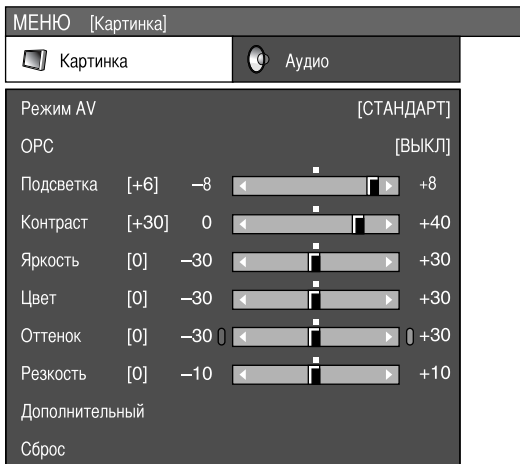 МЕНЮ [Картинка]
Картинка Аудио
Режим AV [СТАНДАРТ]
OPC [ВЫКЛ]
Подсветка [+6] –8 +8
Контраст [+30] 0 +40
Яркость [0] –30 +30
Цвет [0] –30 +30
Оттенок [0] –30 +30
Резкость [0] –10 +10
Дополнительный
Сброс